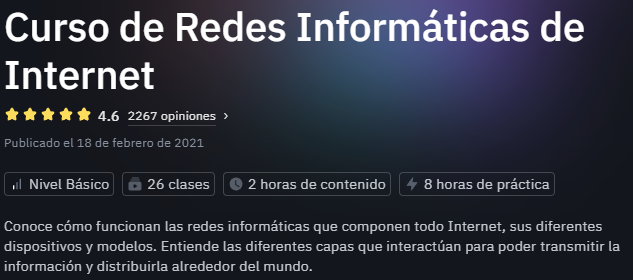 Curso de Redes Informáticas de
Internet
4.6 2267 opiniones
Publicado el 18 de febrero de 2021
Nivel Básico 26 clases 2 horas de contenido 8 horas de práctica
Conoce cómo funcionan las redes informáticas que componen todo Internet, sus diferentes
dispositivos y modelos. Entiende las diferentes capas que interactúan para poder transmitir la
información y distribuirla alrededor del mundo.